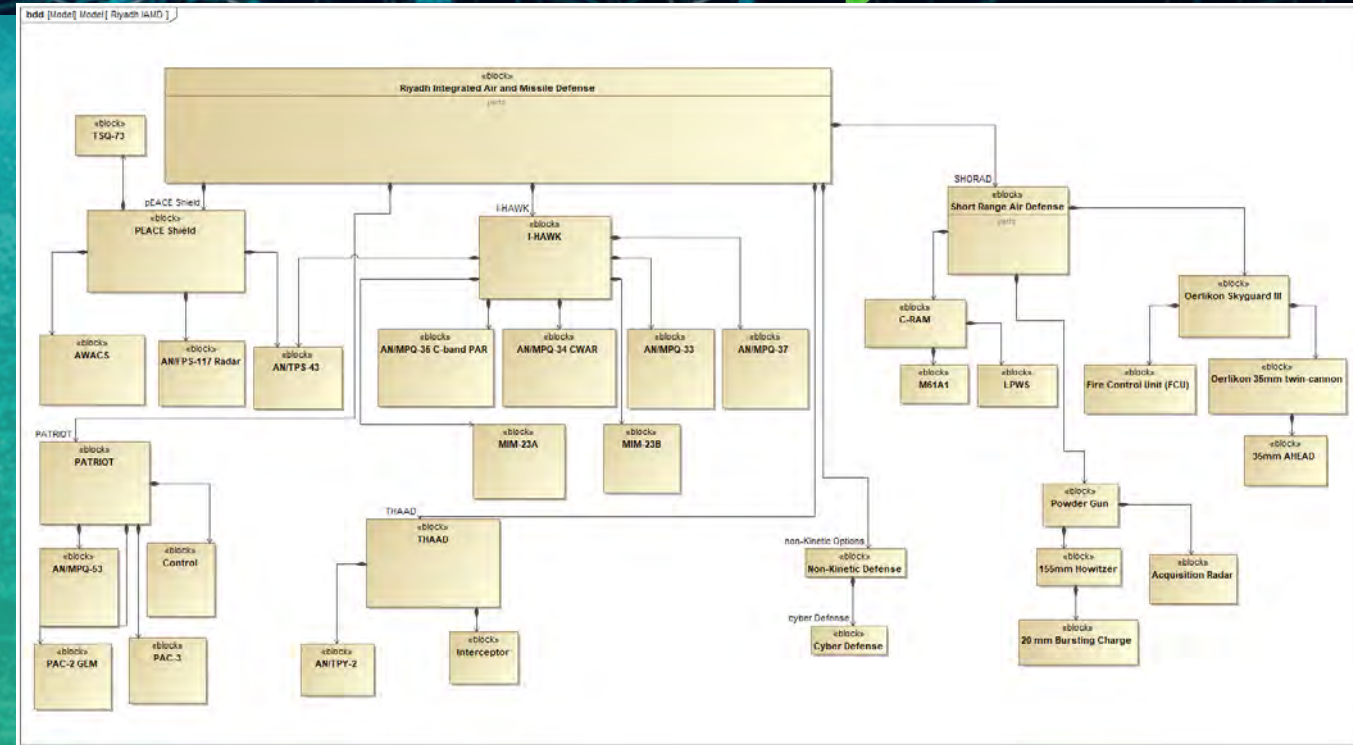 bdd [Model] Model [ Riyadh IAMD ]
«block»
Riyadh Integrated Air and Missile Defense
parts
«block»
TSQ-73
pEACE Shield
«block»
PLACE Shield
I-HAWK
«block»
I-HAWK
SHORAD
«block»
Short Range Air Defense
parts
«block»
AWACS
«block»
AN/FPS-117 Radar
«block»
AN/TPS-43
«block»
AN/MPQ-35 C-band PAR
«block»
AN/MPQ-34 CWAR
«block»
AN/MPQ-33
«block»
AN/MPQ-37
«block»
C-RAM
«block»
Oerlikon Skyguard III
«block»
M61A1
«block»
LPWS
«block»
Fire Control Unit (FCU)
«block»
Oerlikon 35mm twin-cannon
«block»
MIM-23A
«block»
MIM-23B
«block»
35mm AHEAD
PATRIOT
«block»
PATRIOT
«block»
AN/MPQ-53
«block»
Control
«block»
PAC-2 GEM
«block»
PAC-3
THAAD
«block»
THAAD
«block»
AN/TPY-2
«block»
Interceptor
non-Kinetic Options
«block»
Non-Kinetic Defense
cyber Defense
«block»
Cyber Defense
«block»
Powder Gun
«block»
155mm Howitzer
«block»
Acquisition Radar
«block»
20 mm Bursting Charge